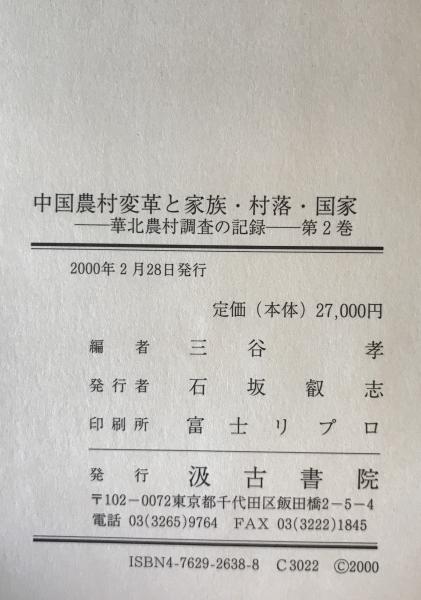 中国農村変革と家族・村落・国家
――華北農村調査の記録――第2巻
2000年2月28日発行
定価（本体）27,000円
編者 三谷孝
発行者 石坂叡志
印刷所 富士リプロ
発行 汲古書院
〒102-0072東京都千代田区飯田橋2-5-4
電話 03(3265)9764 FAX 03(3222)1845
ISBN4-7629-2638-8 C3022 ©2000